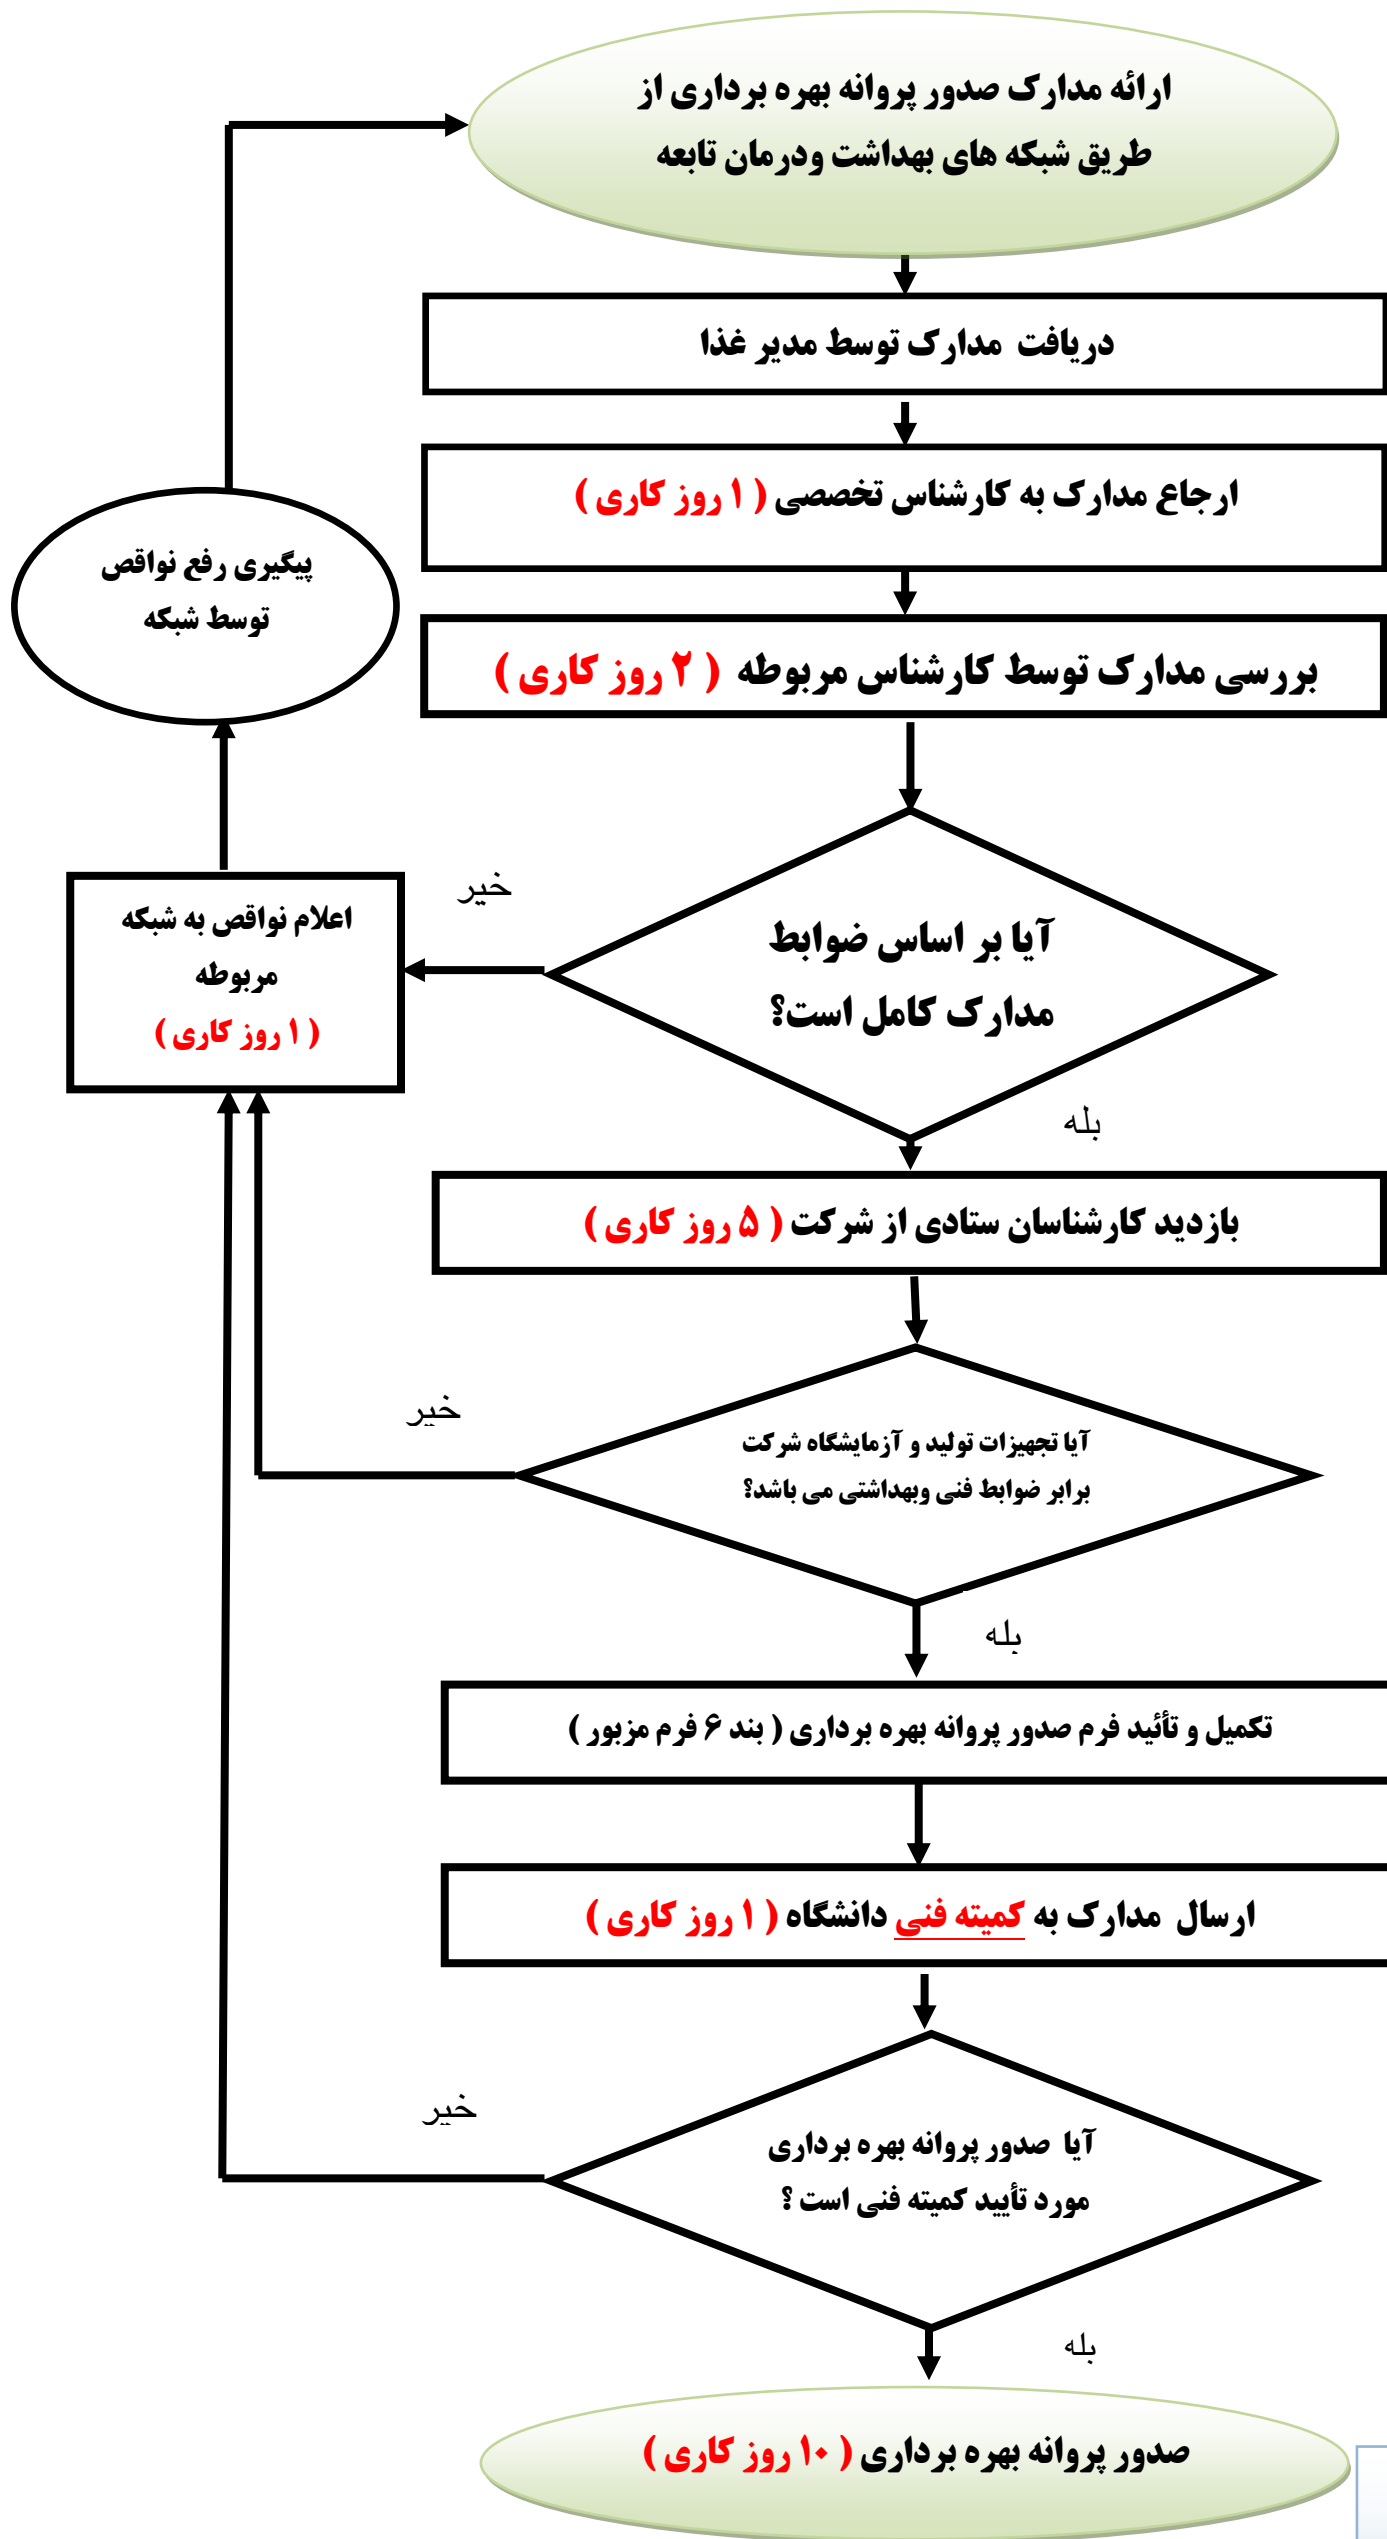 ارائه مدارک صدور پروانه بهره برداری از
طریق شبکه های بهداشت ودرمان تابعه
دریافت مدارک توسط مدیر غذا
ارجاع مدارک به کارشناس تخصصی ( ۱ روز کاری )
پیگیری رفع نواقص
توسط شبکه
بررسی مدارک توسط کارشناس مربوطه ( ۲ روز کاری )
خیر
آیا بر اساس ضوابط
مدارک کامل است؟
اعلام نواقص به شبکه
مربوطه
( ۱ روز کاری )
بله
بازدید کارشناسان ستادی از شرکت ( ۵ روز کاری )
خیر
آیا تجهیزات تولید و آزمایشگاه شرکت
برابر ضوابط فنی وبهداشتی می باشد؟
بله
تکمیل و تأئید فرم صدور پروانه بهره برداری ( بند ۶ فرم مزبور )
ارسال مدارک به کمیته فنی دانشگاه ( ۱ روز کاری )
خیر
آیا صدور پروانه بهره برداری
مورد تأیید کمیته فنی است ؟
بله
صدور پروانه بهره برداری ( ۱۰ روز کاری )